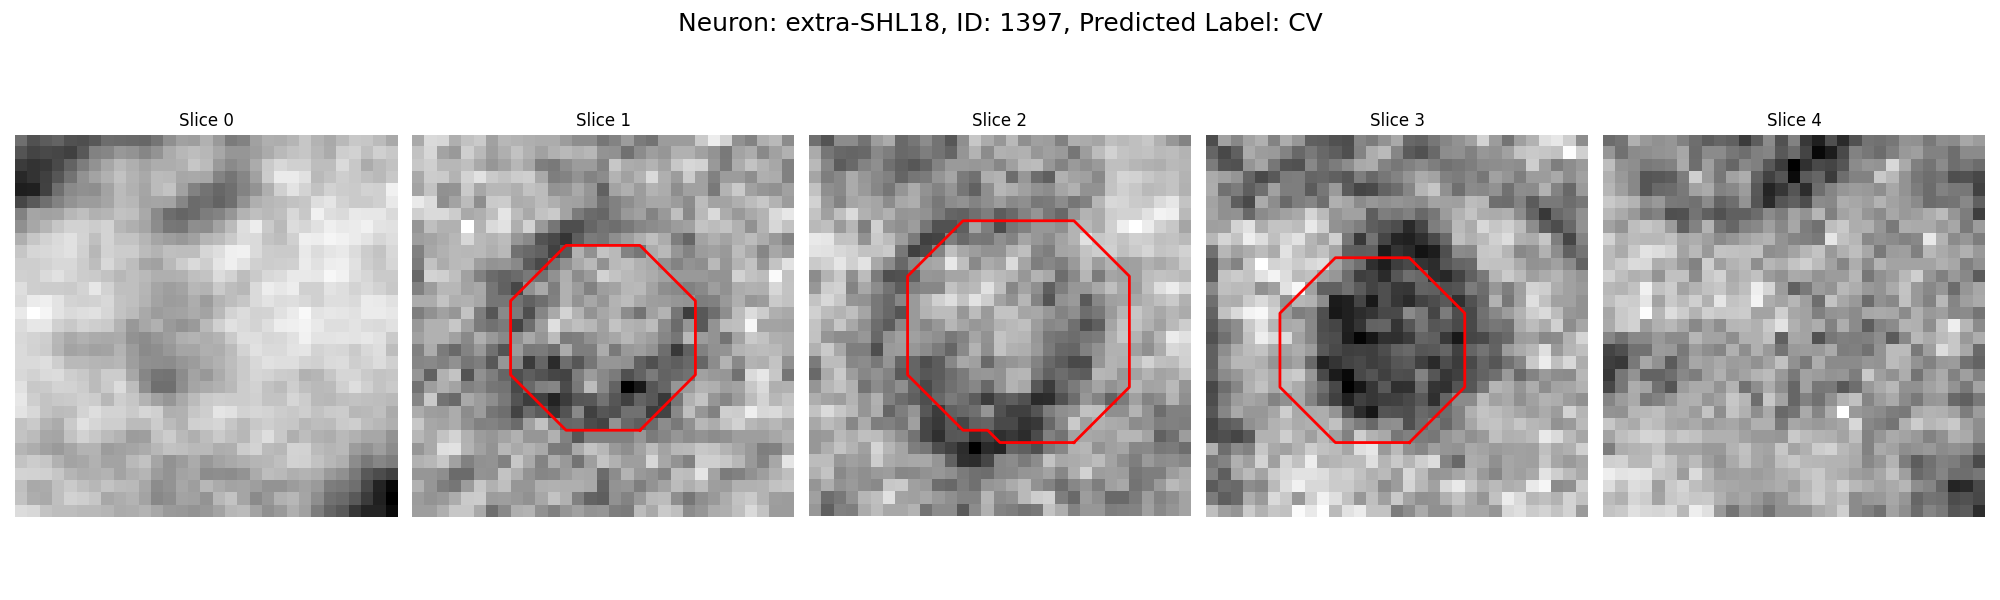 Neuron: extra-SHL18, ID: 1397, Predicted Label: CV
Slice 0
Slice 1
Slice 2
Slice 3
Slice 4